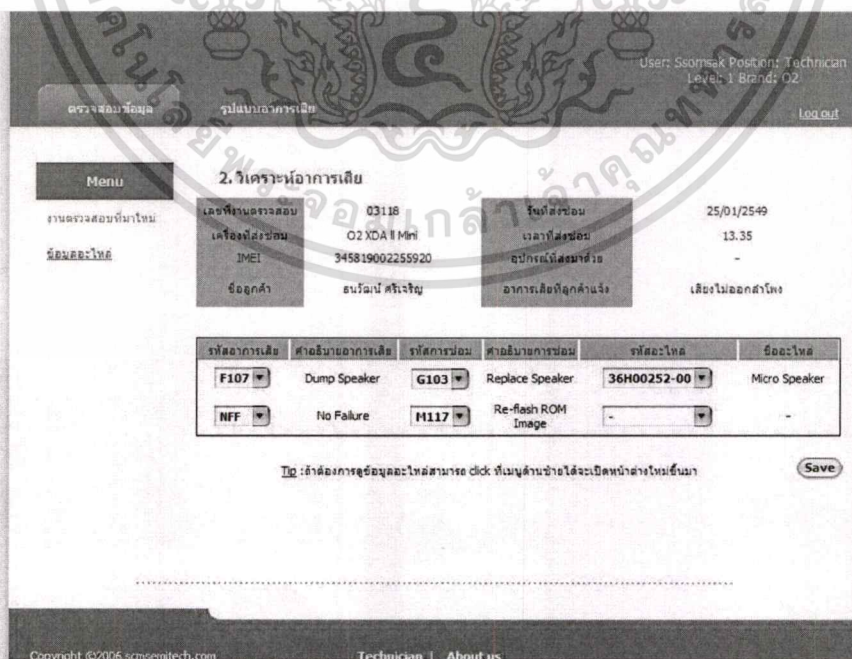 User: Ssomsak Position: Technician
Level: 1 Brand: O2
ตรวจสอบข้อมูล รูปแบบอาการเสีย Log out
Menu
งานตรวจสอบที่มาใหม่
ข้อมูลอะไหล่
2. วิเคราะห์อาการเสีย
เลขที่งานตรวจสอบ 03118 วันที่ส่งซ่อม 25/01/2549
เครื่องที่ส่งซ่อม O2 XDA II Mini เวลาที่ส่งซ่อม 13.35
IMEI 345819002255920 อุปกรณ์ที่ส่งมาด้วย -
ชื่อลูกค้า ธนวัฒน์ ศรีเจริญ อาการเสียที่ลูกค้าแจ้ง เสียงไม่ออกลำโพง
รหัสอาการเสีย คำอธิบายอาการเสีย รหัสการซ่อม คำอธิบายการซ่อม รหัสอะไหล่ ชื่ออะไหล่
F107 Dump Speaker G103 Replace Speaker 36H00252-00 Micro Speaker
NFF No Failure M117 Re-flash ROM Image - -
Tip :ถ้าต้องการดูข้อมูลอะไหล่สามารถ click ที่เมนูด้านซ้ายได้จะเปิดหน้าต่างใหม่ขึ้นมา
Save
Copyright ©2006 scmsemitech.com Technician | About us